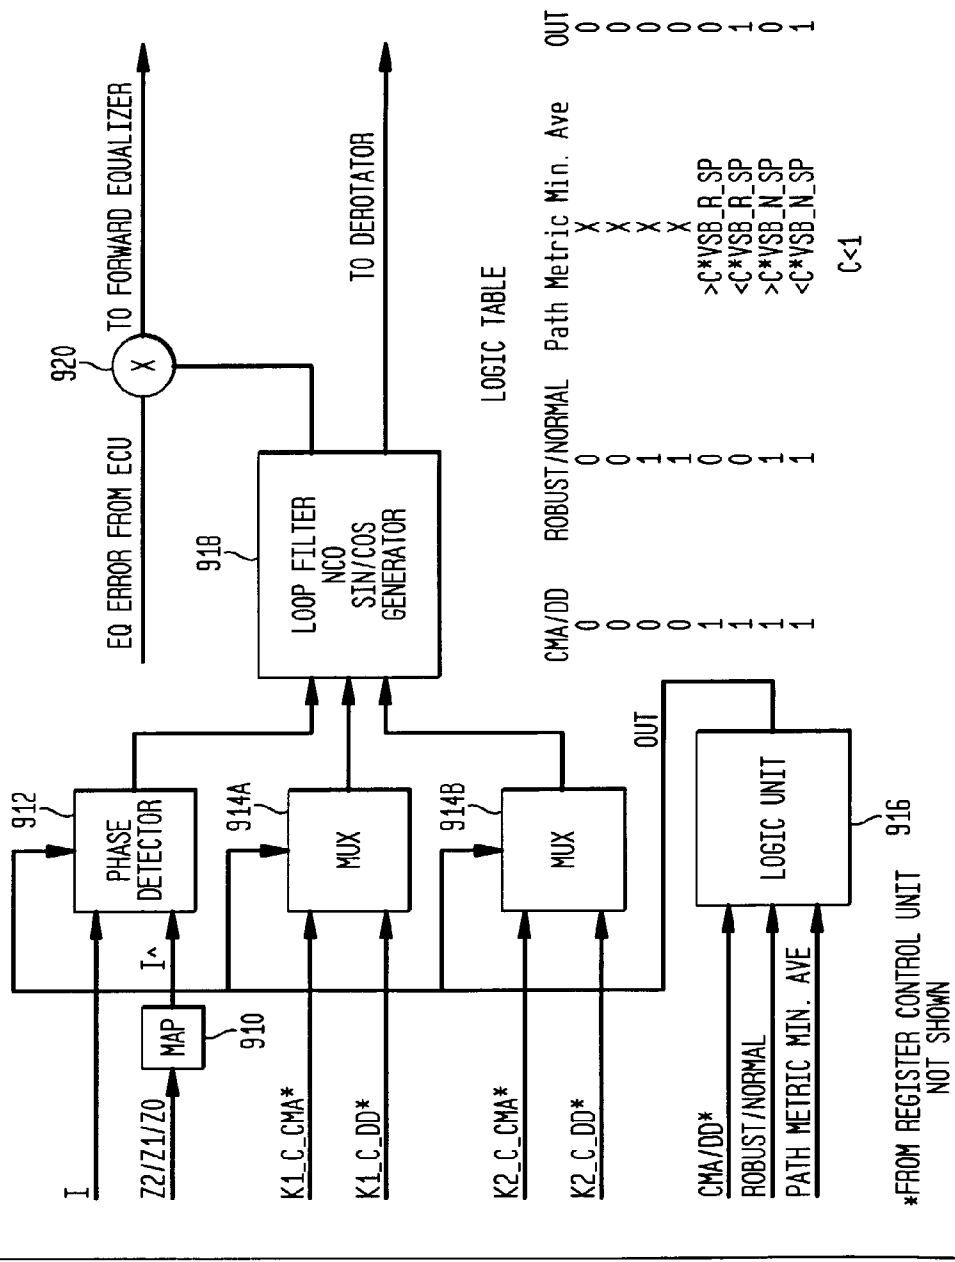 EQ ERROR FROM ECU
920
X
TO FORWARD EQUALIZER
I
Z2/Z1/Z0
MAP
910
I^
912
PHASE
DETECTOR
K1_C_CMA*
K1_C_DD*
914A
MUX
918
LOOP FILTER
NCO
SIN/COS
GENERATOR
TO DEROTATOR
K2_C_CMA*
K2_C_DD*
914B
MUX
OUT
CMA/DD*
ROBUST/NORMAL
PATH METRIC MIN. AVE
LOGIC UNIT
916
*FROM REGISTER CONTROL UNIT
NOT SHOWN
LOGIC TABLE
CMA/DD ROBUST/NORMAL Path Metric Min. Ave OUT
0 0 X 0
0 0 X 0
0 1 X 0
0 1 X 0
1 0 >C*VSB_R_SP 0
1 0 <C*VSB_R_SP 1
1 1 >C*VSB_N_SP 0
1 1 <C*VSB_N_SP 1
C<1